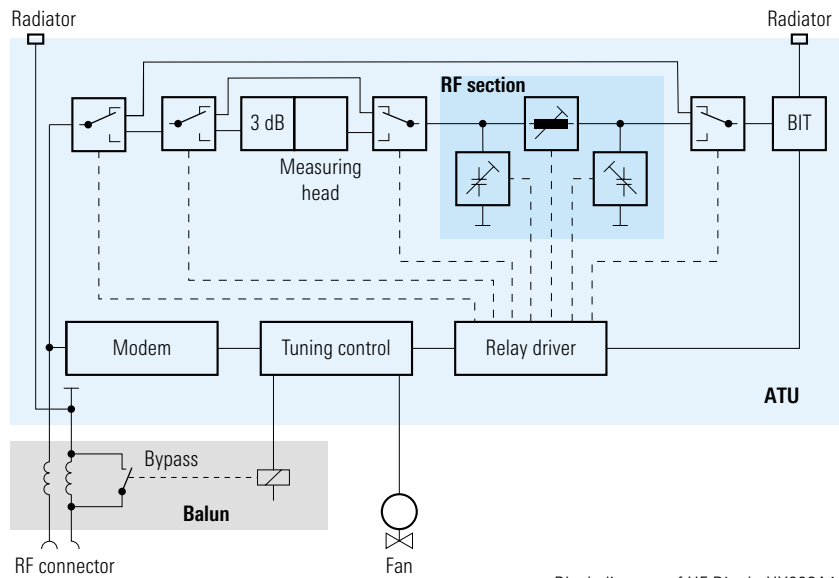 Radiator
Radiator
RF section
3 dB
BIT
Measuring
head
Modem
Tuning control
Relay driver
ATU
Bypass
Balun
RF connector
Fan